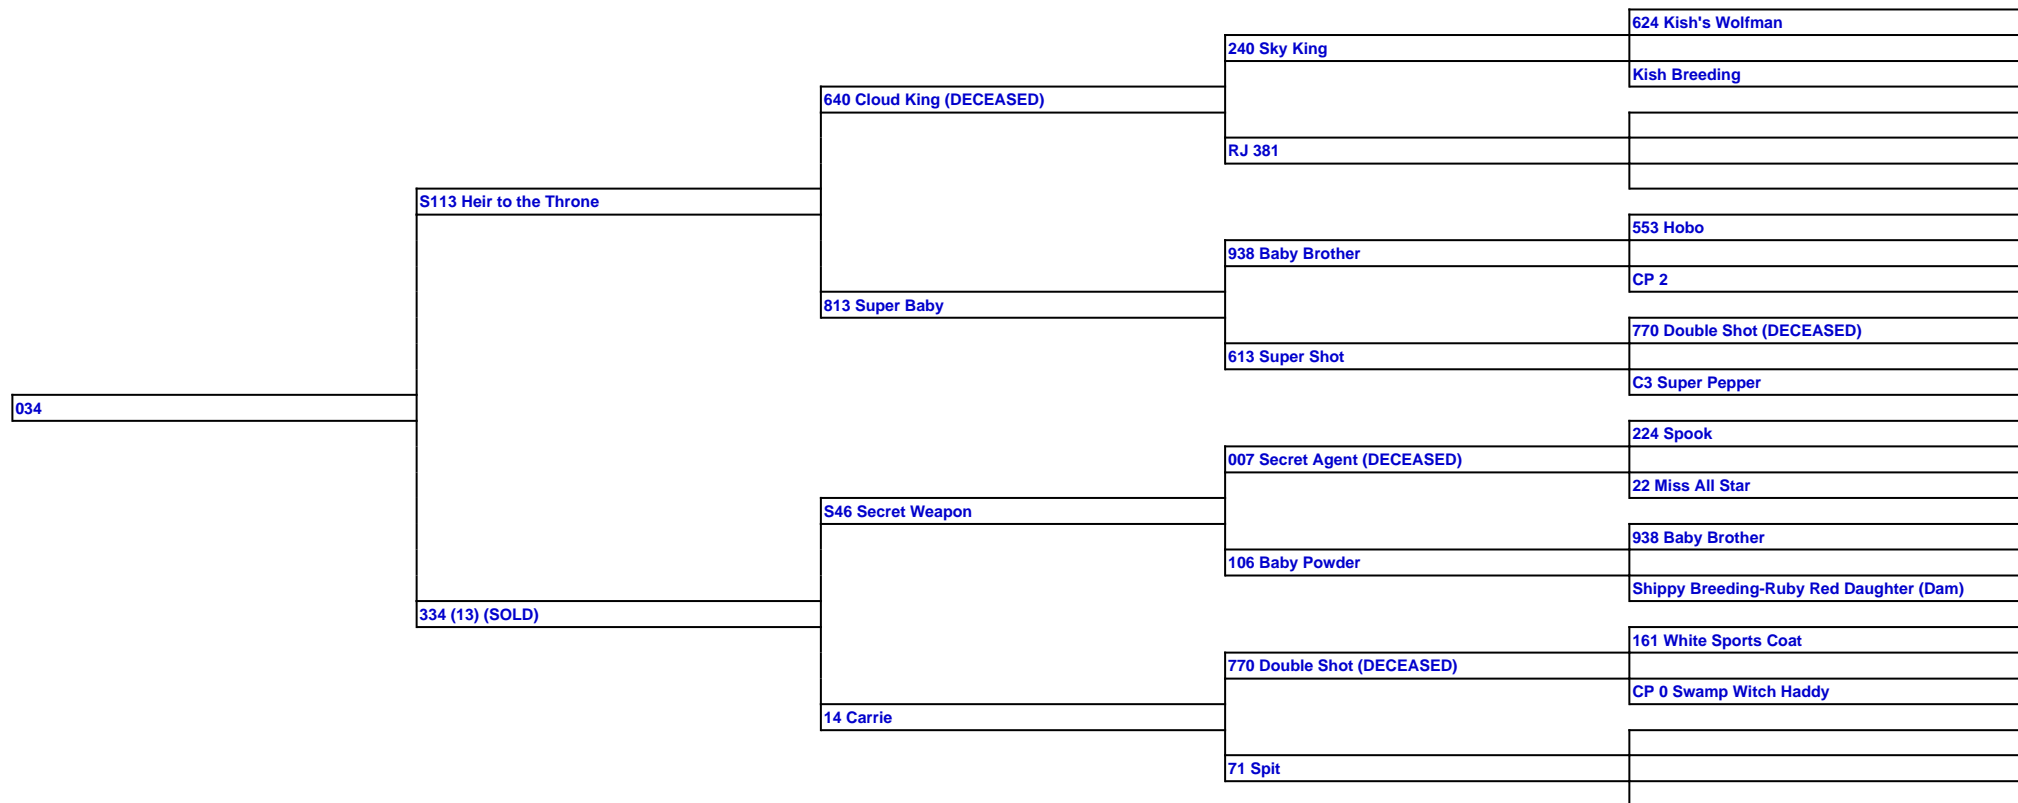 624 Kish's Wolfman
240 Sky King
Kish Breeding
640 Cloud King (DECEASED)
RJ 381
S113 Heir to the Throne
553 Hobo
938 Baby Brother
CP 2
813 Super Baby
770 Double Shot (DECEASED)
613 Super Shot
C3 Super Pepper
034
224 Spook
007 Secret Agent (DECEASED)
22 Miss All Star
S46 Secret Weapon
938 Baby Brother
106 Baby Powder
Shippy Breeding-Ruby Red Daughter (Dam)
334 (13) (SOLD)
161 White Sports Coat
770 Double Shot (DECEASED)
CP 0 Swamp Witch Haddy
14 Carrie
71 Spit